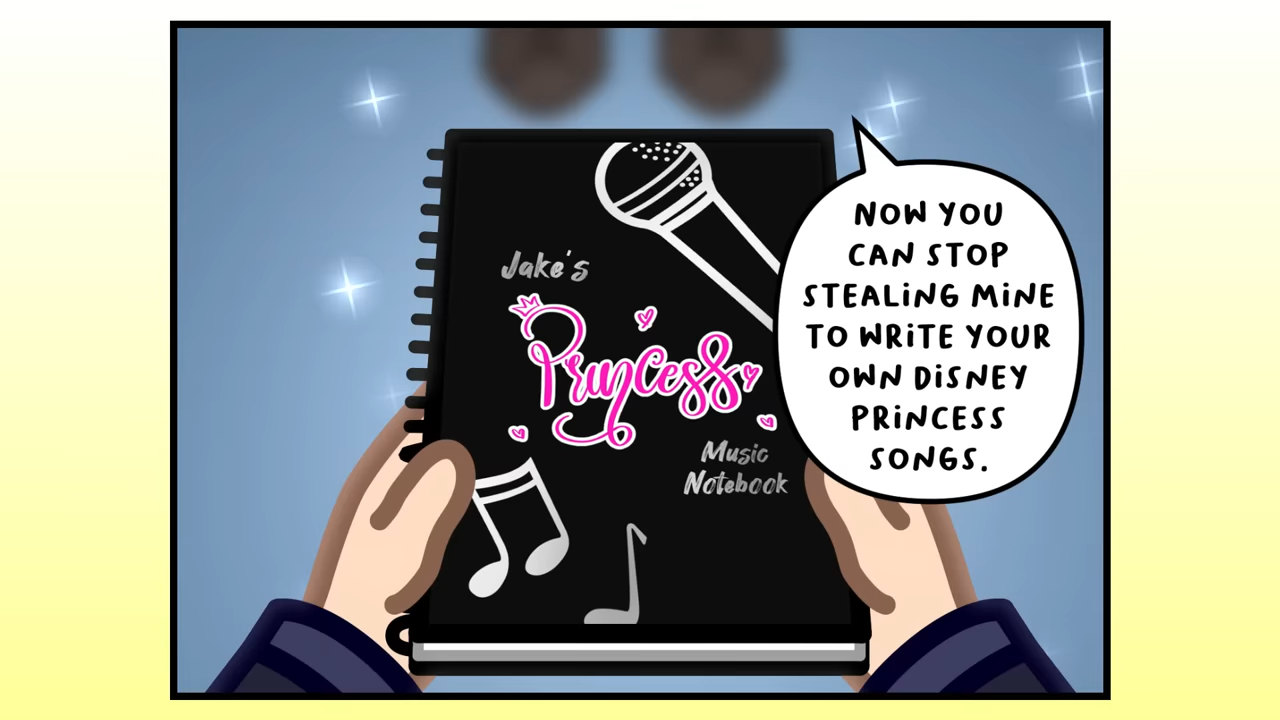 Jake's
Princess
Music
Notebook
NOW YOU
CAN STOP
STEALING MINE
TO WRITE YOUR
OWN DISNEY
PRINCESS
SONGS.